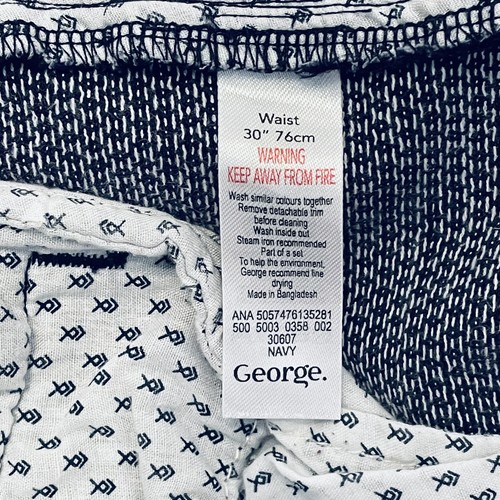 Waist
30" 76cm
WARNING
KEEP AWAY FROM FIRE
Wash similar colours together
Remove detachable trim
before cleaning
Wash inside out
Steam iron recommended
Part of a set
To help the environment,
George recommend line
drying
Made in Bangladesh
ANA 5057476135281
500 5003 0358 002
30607
NAVY
George.